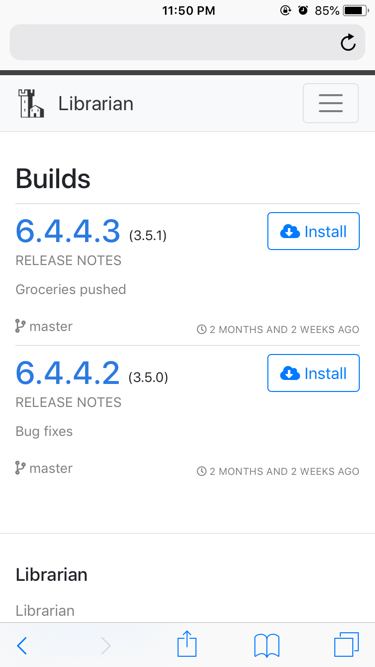 11:50 PM
85%
Librarian
Builds
6.4.4.3 (3.5.1)
Install
RELEASE NOTES
Groceries pushed
master
2 MONTHS AND 2 WEEKS AGO
6.4.4.2 (3.5.0)
Install
RELEASE NOTES
Bug fixes
master
2 MONTHS AND 2 WEEKS AGO
Librarian
Librarian